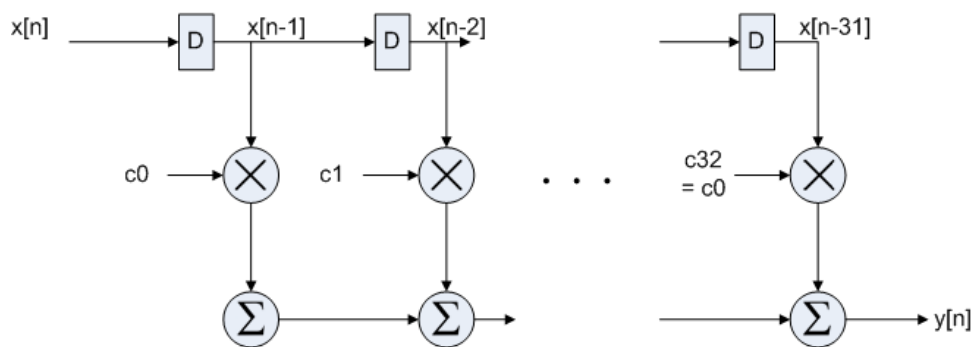 x[n]
D
x[n-1]
D
x[n-2]
D
x[n-31]
c0
c1
. . .
c32
= c0
Σ
Σ
Σ
y[n]